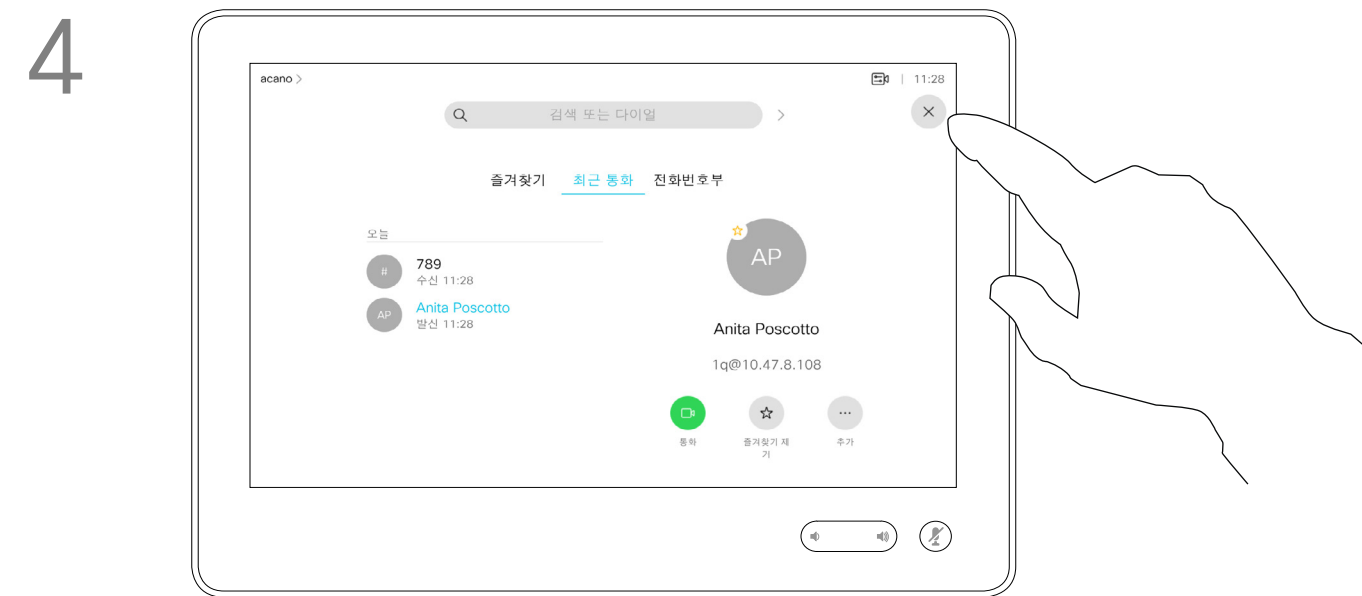 4
acano >
11:28
검색 또는 다이얼
즐겨찾기 최근 통화 전화번호부
오늘
#
789
수신 11:28
AP
Anita Poscotto
발신 11:28
AP
Anita Poscotto
1q@10.47.8.108
통화
즐겨찾기 제
기
추가